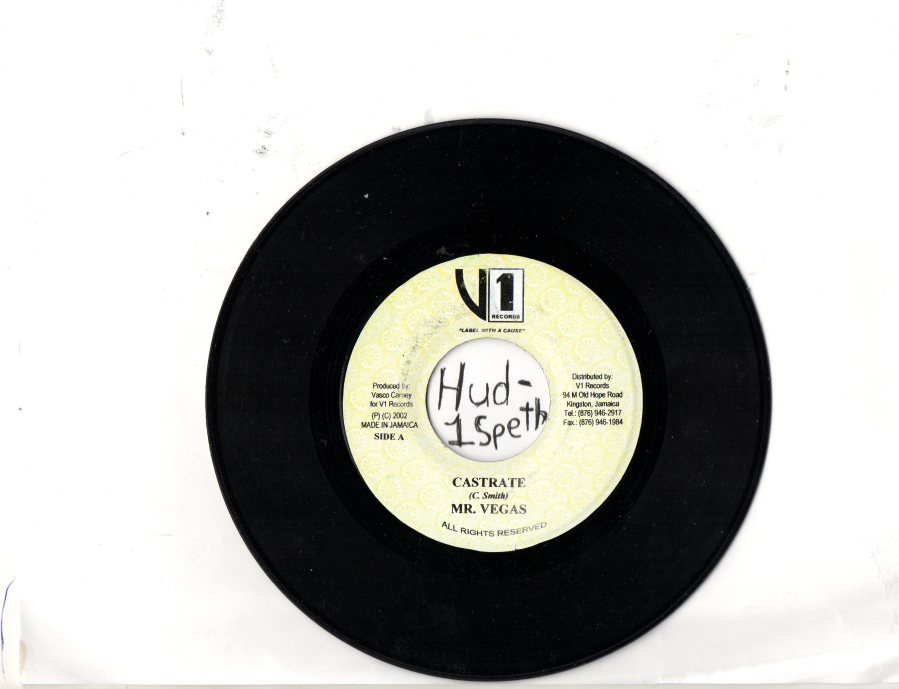 V1
RECORDS
"LABEL WITH A CAUSE"
Produced by:
Vasco Carney
for V1 Records
(P) (C) 2002
MADE IN JAMAICA
SIDE A
Hud-
1Speth
Distributed by:
V1 Records
94 M Old Hope Road
Kingston, Jamaica
Tel.: (876) 946-2917
Fax.: (876) 946-1984
CASTRATE
(C. Smith)
MR. VEGAS
ALL RIGHTS RESERVED